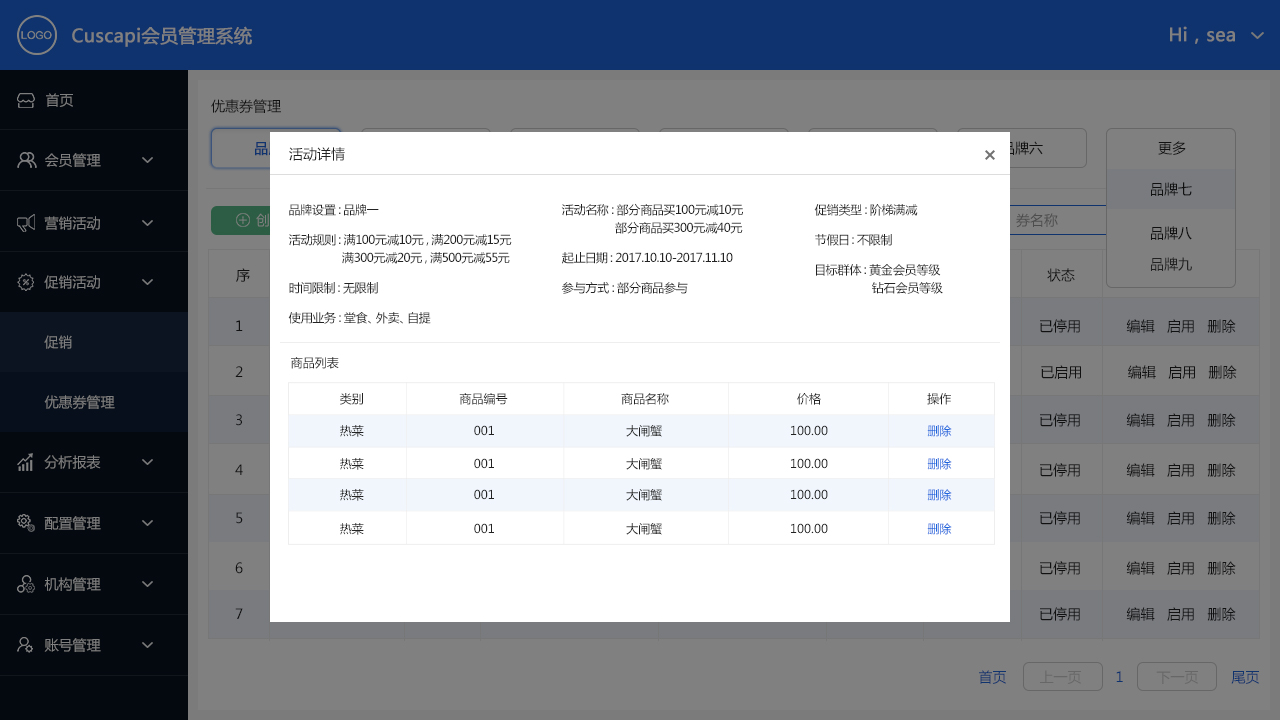 LOGO
Cuscapi会员管理系统
Hi , sea
首页
会员管理
营销活动
促销活动
促销
优惠券管理
分析报表
配置管理
机构管理
账号管理
优惠券管理
品
牌六
更多
品牌七
品牌八
品牌九
创
券名称
序
状态
1
已停用 编辑 启用 删除
2
已启用 编辑 启用 删除
3
已停用 编辑 启用 删除
4
已停用 编辑 启用 删除
5
已停用 编辑 启用 删除
6
已停用 编辑 启用 删除
7
已停用 编辑 启用 删除
首页 上一页 1 下一页 尾页
活动详情
×
品牌设置 : 品牌一
活动规则 : 满100元减10元 , 满200元减15元
满300元减20元 , 满500元减55元
时间限制 : 无限制
使用业务 : 堂食、外卖、自提
活动名称 : 部分商品买100元减10元
部分商品买300元减40元
起止日期 : 2017.10.10-2017.11.10
参与方式 : 部分商品参与
促销类型 : 阶梯满减
节假日 : 不限制
目标群体 : 黄金会员等级
钻石会员等级
商品列表
类别 商品编号 商品名称 价格 操作
热菜 001 大闸蟹 100.00 删除
热菜 001 大闸蟹 100.00 删除
热菜 001 大闸蟹 100.00 删除
热菜 001 大闸蟹 100.00 删除